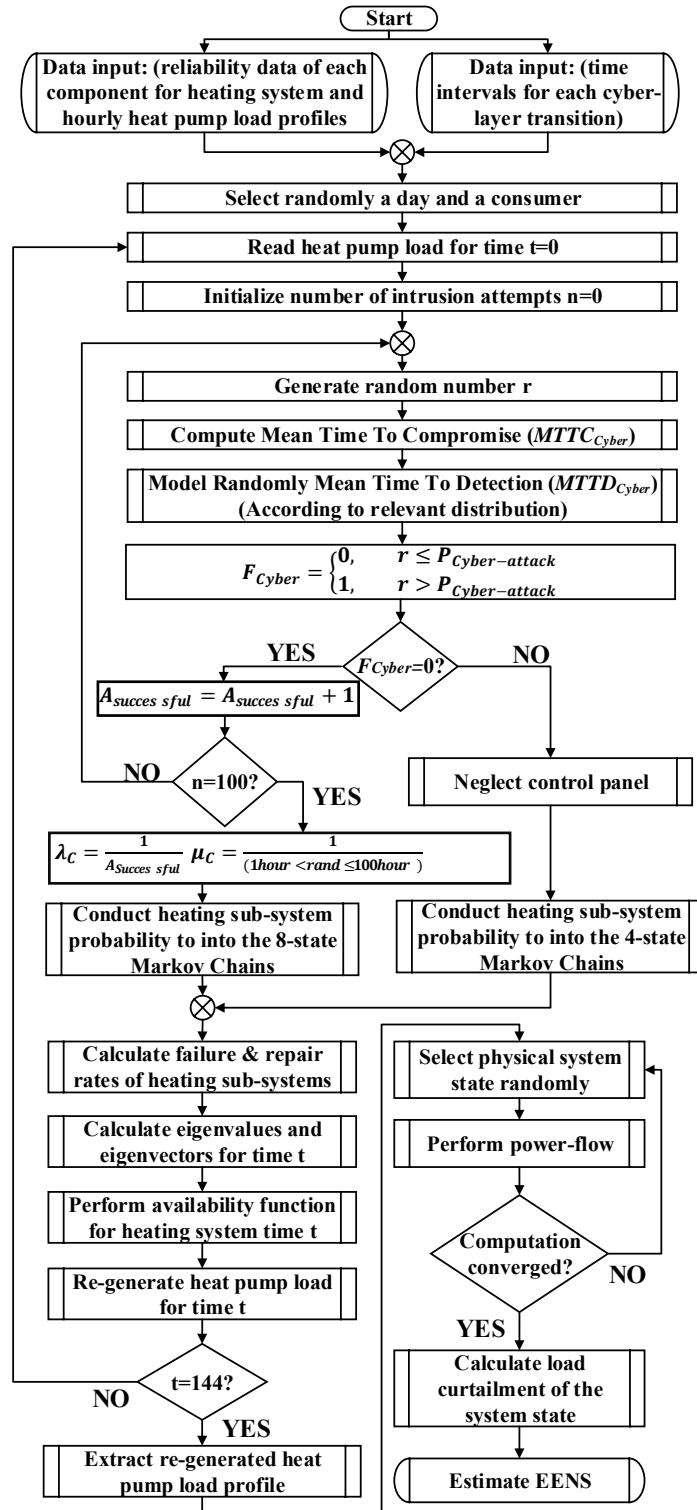 Start
Data input: (reliability data of each
component for heating system and
hourly heat pump load profiles
Data input: (time
intervals for each cyber-
layer transition)
Select randomly a day and a consumer
Read heat pump load for time t=0
Initialize number of intrusion attempts n=0
Generate random number r
Compute Mean Time To Compromise (MTTC_Cyber)
Model Randomly Mean Time To Detection (MTTD_Cyber)
(According to relevant distribution)
F_Cyber = {0, r ≤ P_Cyber−attack
1, r > P_Cyber−attack
F_Cyber=0?
YES
NO
A_succes sful = A_succes sful + 1
n=100?
NO
YES
Neglect control panel
λ_C = 1/A_Succes sful μ_C = 1/(1hour <rand ≤100hour )
Conduct heating sub-system
probability to into the 8-state
Markov Chains
Conduct heating sub-system
probability to into the 4-state
Markov Chains
Calculate failure & repair
rates of heating sub-systems
Calculate eigenvalues and
eigenvectors for time t
Perform availability function
for heating system time t
Re-generate heat pump load
for time t
t=144?
NO
YES
Extract re-generated heat
pump load profile
Select physical system
state randomly
Perform power-flow
Computation
converged?
NO
YES
Calculate load
curtailment of the
system state
Estimate EENS